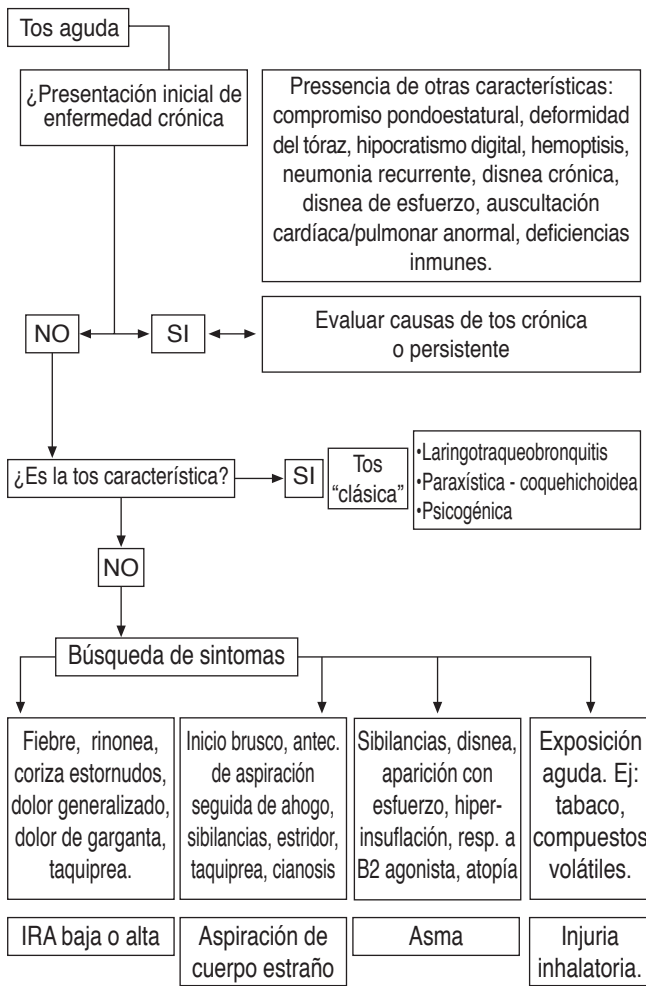 Tos aguda
¿Presentación inicial de
enfermedad crónica
Pressencia de otras características:
compromiso pondoestatural, deformidad
del tóraz, hipocratismo digital, hemoptisis,
neumonia recurrente, disnea crónica,
disnea de esfuerzo, auscultación
cardíaca/pulmonar anormal, deficiencias
inmunes.
NO
SI
Evaluar causas de tos crónica
o persistente
¿Es la tos característica?
SI
Tos
“clásica”
•Laringotraqueobronquitis
•Paraxística - coquehichoidea
•Psicogénica
NO
Búsqueda de sintomas
Fiebre, rinonea,
coriza estornudos,
dolor generalizado,
dolor de garganta,
taquiprea.
Inicio brusco, antec.
de aspiración
seguida de ahogo,
sibilancias, estridor,
taquiprea, cianosis
Sibilancias, disnea,
aparición con
esfuerzo, hiper-
insuflación, resp. a
B2 agonista, atopía
Exposición
aguda. Ej:
tabaco,
compuestos
volátiles.
IRA baja o alta
Aspiración de
cuerpo estraño
Asma
Injuria
inhalatoria.